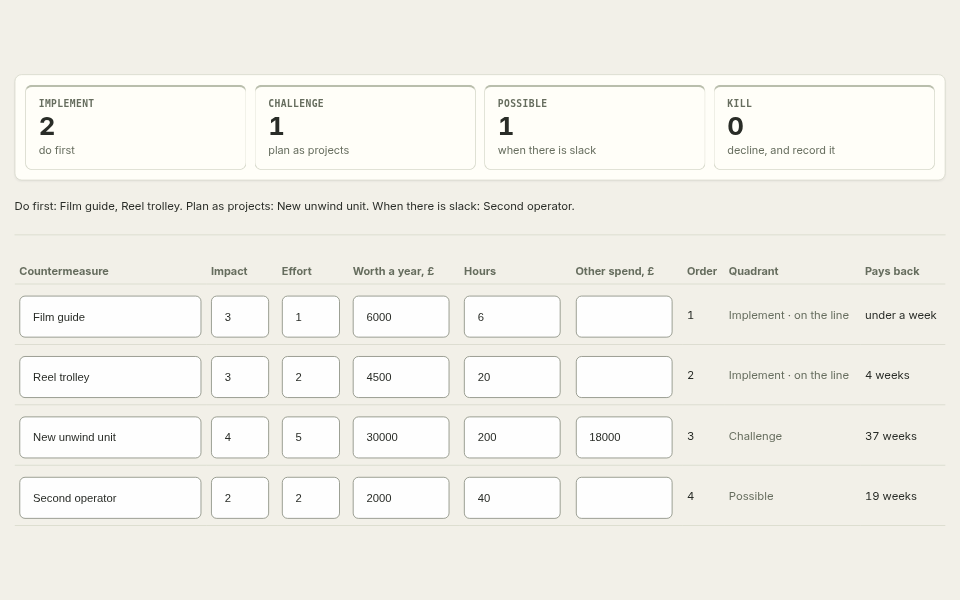 IMPLEMENT
2
do first
CHALLENGE
1
plan as projects
POSSIBLE
1
when there is slack
KILL
0
decline, and record it
Do first: Film guide, Reel trolley. Plan as projects: New unwind unit. When there is slack: Second operator.
Countermeasure Impact Effort Worth a year, £ Hours Other spend, £ Order Quadrant Pays back
Film guide 3 1 6000 6 1 Implement · on the line under a week
Reel trolley 3 2 4500 20 2 Implement · on the line 4 weeks
New unwind unit 4 5 30000 200 18000 3 Challenge 37 weeks
Second operator 2 2 2000 40 4 Possible 19 weeks